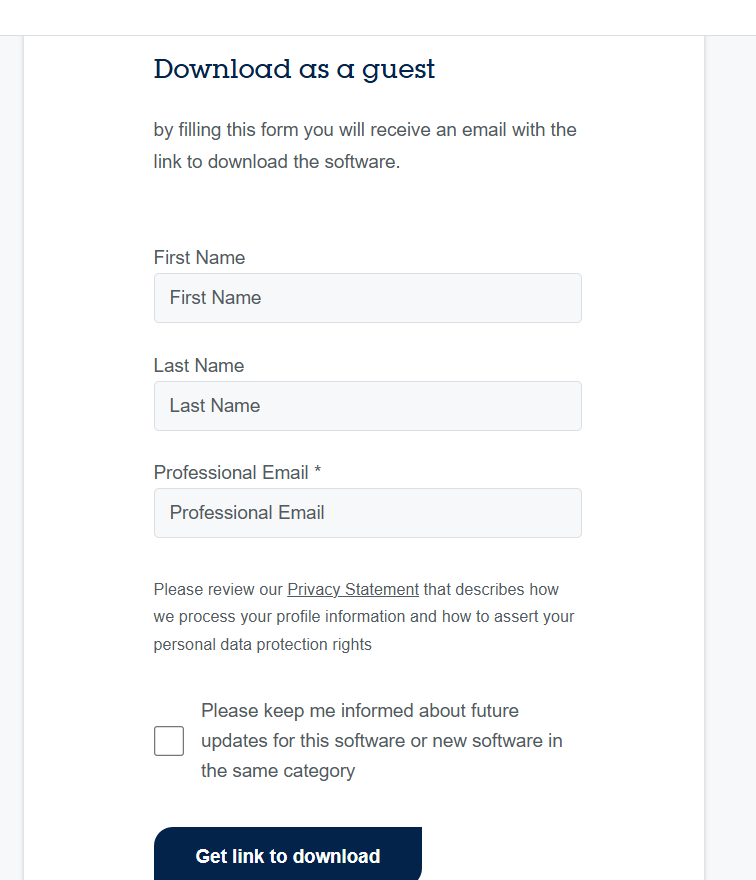 Download as a guest
by filling this form you will receive an email with the
link to download the software.
First Name
First Name
Last Name
Last Name
Professional Email *
Professional Email
Please review our Privacy Statement that describes how
we process your profile information and how to assert your
personal data protection rights
Please keep me informed about future
updates for this software or new software in
the same category
Get link to download